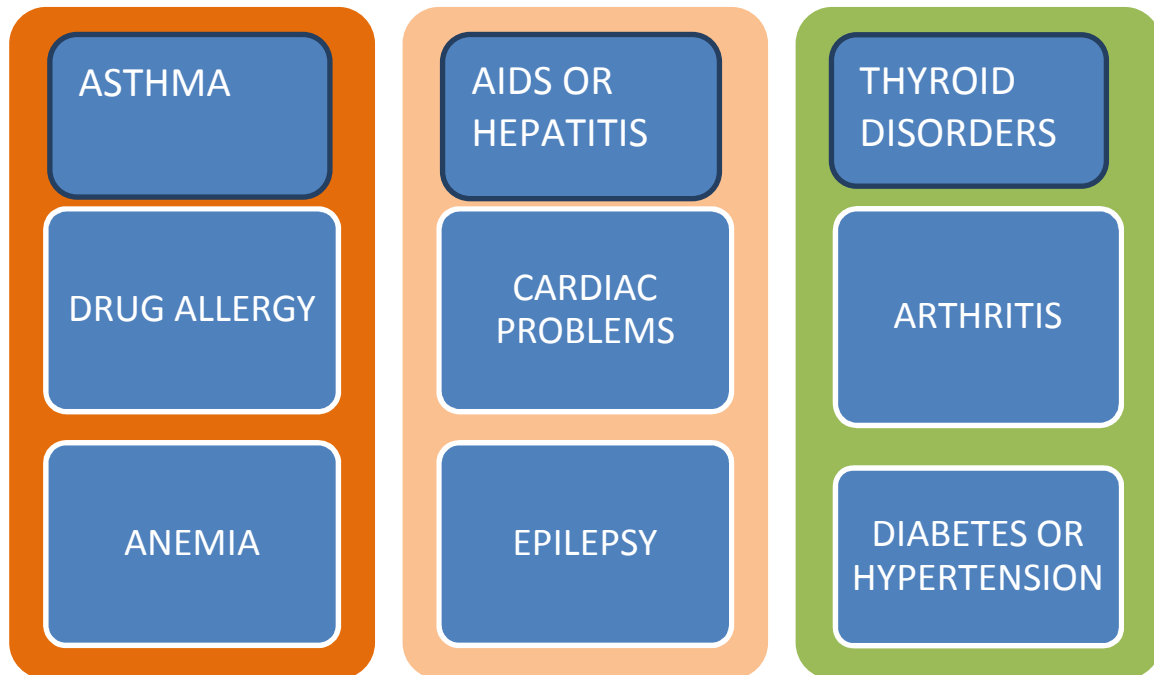 ASTHMA
AIDS OR
HEPATITIS
THYROID
DISORDERS
DRUG ALLERGY
CARDIAC
PROBLEMS
ARTHRITIS
ANEMIA
EPILEPSY
DIABETES OR
HYPERTENSION